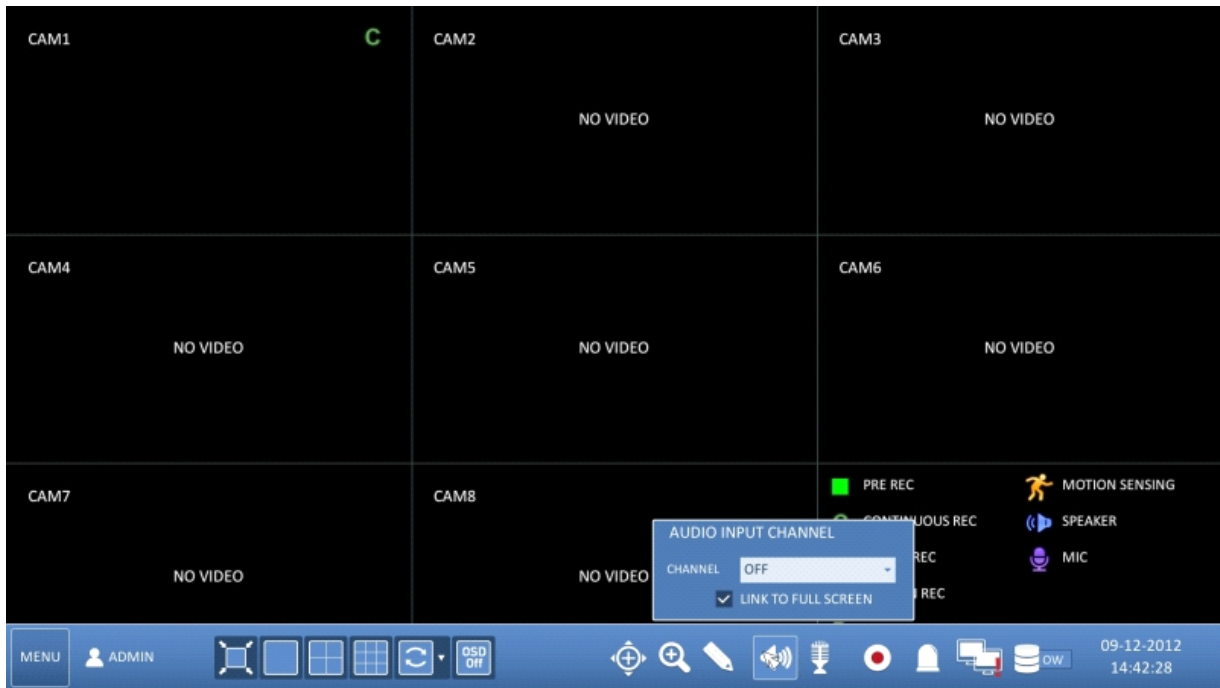 CAM1 C CAM2 CAM3
NO VIDEO NO VIDEO
CAM4 CAM5 CAM6
NO VIDEO NO VIDEO NO VIDEO
CAM7 CAM8
PRE REC MOTION SENSING
SPEAKER
REC MIC
REC
NO VIDEO NO VIDEO
AUDIO INPUT CHANNEL
CHANNEL OFF
LINK TO FULL SCREEN
MENU ADMIN OSD Off OW 09-12-2012
14:42:28